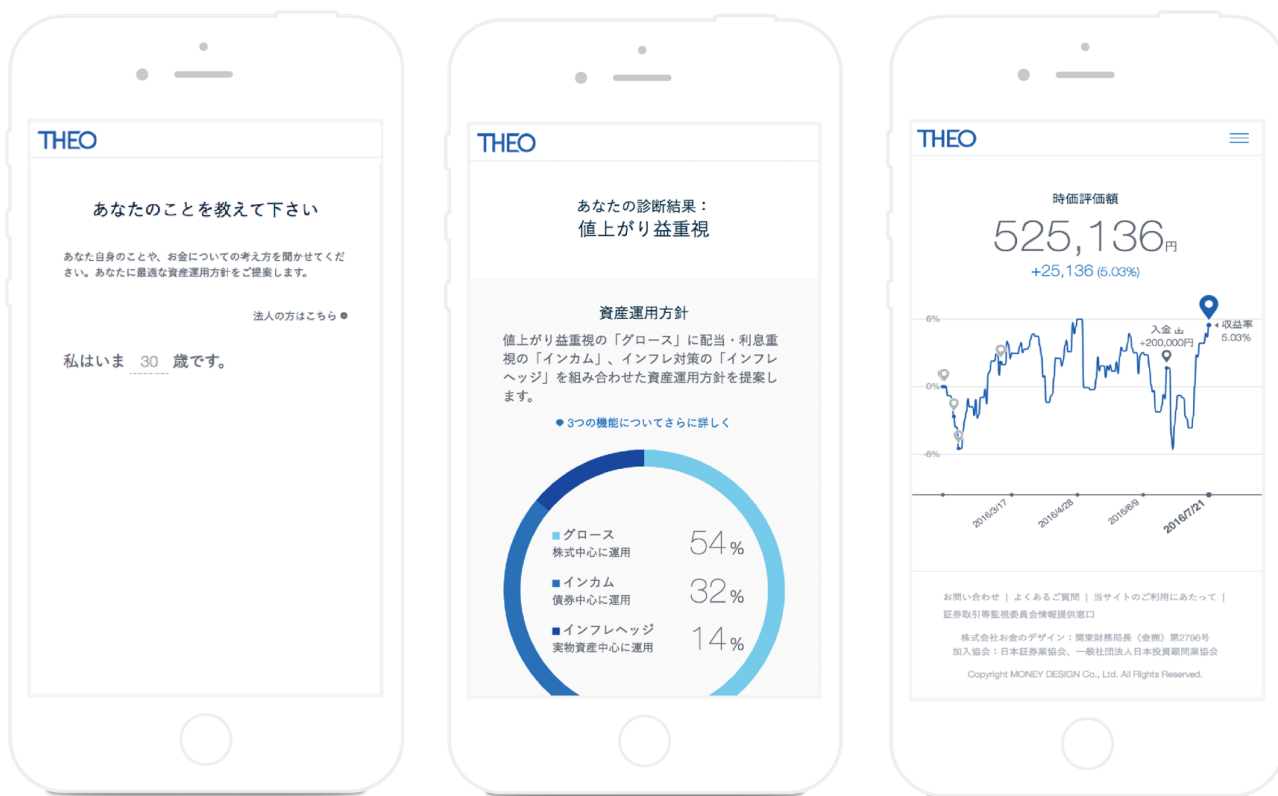 THEO
あなたのことを教えて下さい
あなた自身のことや、お金についての考え方を聞かせてくだ
さい。あなたに最適な資産運用方針をご提案します。
法人の方はこちら
私はいま 30 歳です。
THEO
あなたの診断結果：
値上がり益重視
資産運用方針
値上がり益重視の「グロース」に配当・利息重
視の「インカム」、インフレ対策の「インフレ
ヘッジ」を組み合わせた資産運用方針を提案し
ます。
3つの機能についてさらに詳しく
グロース
株式中心に運用
54%
インカム
債券中心に運用
32%
インフレヘッジ
実物資産中心に運用
14%
THEO
時価評価額
525,136円
+25,136 (5.03%)
6%
0%
-6%
入金
+200,000円
収益率
5.03%
2016/3/17
2016/4/28
2016/6/9
2016/7/21
お問い合わせ | よくあるご質問 | 当サイトのご利用にあたって |
証券取引等監視委員会情報提供窓口
株式会社お金のデザイン：関東財務局長（金商）第2796号
加入協会：日本証券業協会、一般社団法人日本投資顧問業協会
Copyright MONEY DESIGN Co., Ltd. All Rights Reserved.